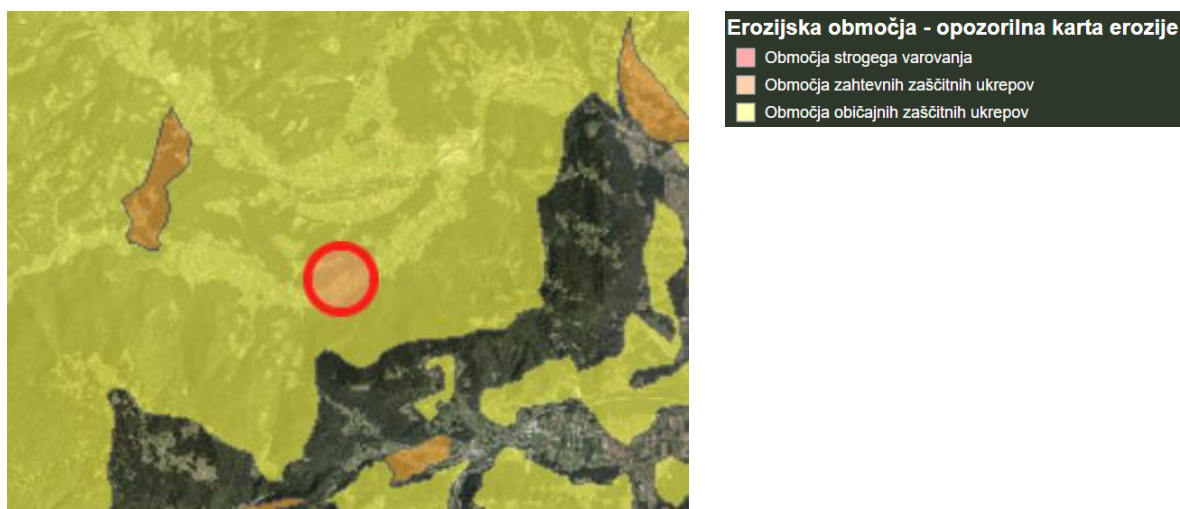 Erozijska območja - opozorilna karta erozije
Območja strogega varovanja
Območja zahtevnih zaščitnih ukrepov
Območja običajnih zaščitnih ukrepov